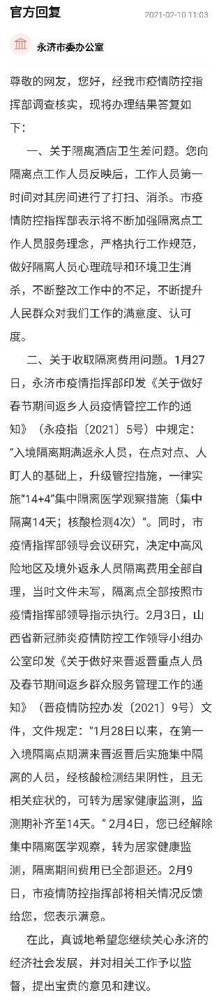 官方回复
2021-02-10 11:03
永济市委办公室
尊敬的网友，您好，经我市疫情防控指
挥部调查核实，现将办理结果答复如
下：
一、关于隔离酒店卫生差问题。您向
隔离点工作人员反映后，工作人员第一
时间对其房间进行了打扫、消杀。市疫
情防控指挥部表示将不断加强隔离点工
作人员服务理念，严格执行工作规范，
做好隔离人员心理疏导和环境卫生消
杀，不断整改工作中的不足，不断提升
人民群众对我们工作的满意度、认可
度。
二、关于收取隔离费用问题。1月27
日，永济市疫情指挥部印发《关于做好
春节期间返乡人员疫情管控工作的通
知》（永疫指〔2021〕5号）中规定：
“入境隔离期满返永人员，在点对点、人
盯人的基础上，升级管控措施，一律实
施“14+4”集中隔离医学观察措施（集中
隔离14天；核酸检测4次）”。同时，市
疫情指挥部领导会议研究，决定中高风
险地区及境外返永人员隔离费用全部自
理，当时文件未写，隔离点全部按照市
疫情指挥部领导指示执行。2月3日，山
西省新冠肺炎疫情防控工作领导小组办
公室印发《关于做好来晋返晋重点人员
及春节期间返乡群众服务管理工作的通
知》（晋疫情防控办发〔2021〕9号）文
件，文件规定：“1月28日以来，在第一
入境隔离点期满来晋返晋后实施集中隔
离的人员，经核酸检测结果阴性，且无
相关症状的，可转为居家健康监测，监
测期补齐至14天。” 2月4日，您已经解除
集中隔离医学观察，转为居家健康监
测，隔离期间费用已全部退还。2月9
日，市疫情防控指挥部将相关情况反馈
给您，您表示满意。
在此，真诚地希望您继续关心永济的
经济社会发展，并对相关工作予以监
督，提出宝贵的意见和建议。